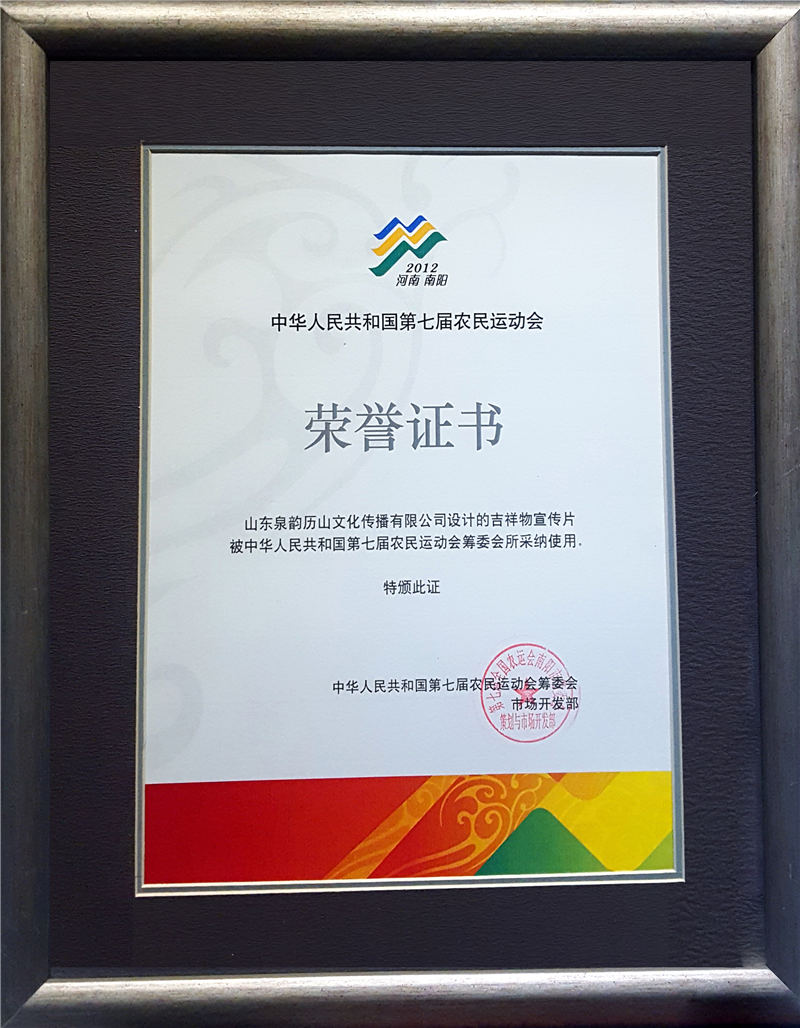 2012
河南 南阳
中华人民共和国第七届农民运动会
荣誉证书
山东泉韵历山文化传播有限公司设计的吉祥物宣传片
被中华人民共和国第七届农民运动会筹委会所采纳使用.
特颁此证
中华人民共和国第七届农民运动会筹委会
市场开发部
策划与市场开发部